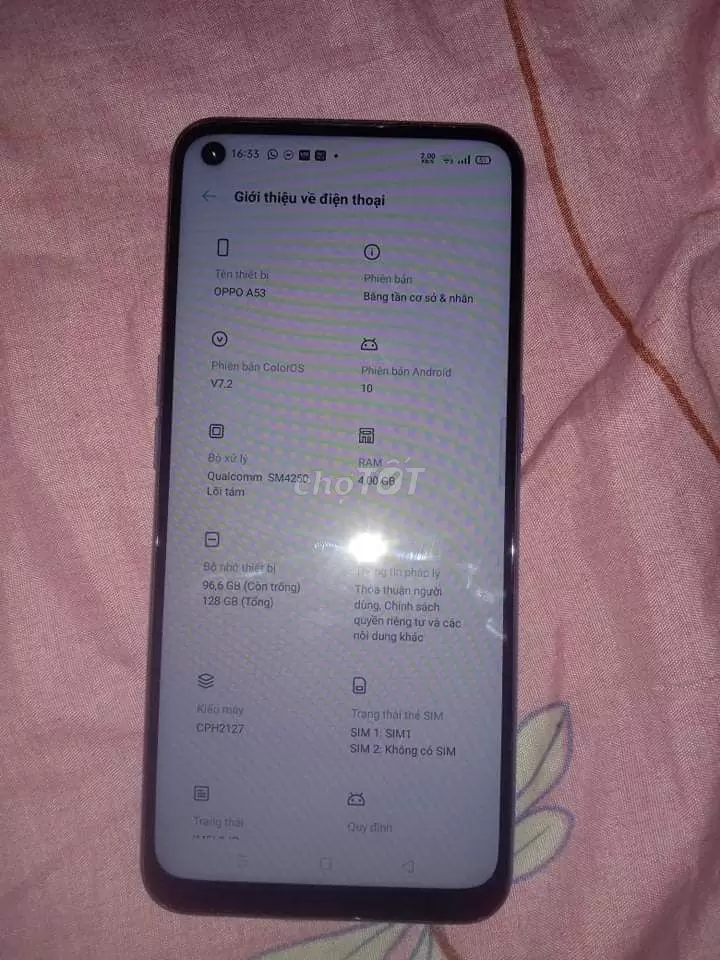 16:33
2,00
KB/s
Giới thiệu về điện thoại
Tên thiết bị
OPPO A53
Phiên bản
Băng tần cơ sở & nhân
Phiên bản ColorOS
V7.2
Phiên bản Android
10
Bộ xử lý
Qualcomm SM4250
Lõi tám
RAM
4,00 GB
chợTỐT
Bộ nhớ thiết bị
96,6 GB (Còn trống)
128 GB (Tổng)
Thông tin pháp lý
Thỏa thuận người
dùng, Chính sách
quyền riêng tư và các
nội dung khác
Kiểu máy
CPH2127
Trạng thái thẻ SIM
SIM 1: SIM1
SIM 2: Không có SIM
Trạng thái
Quy định